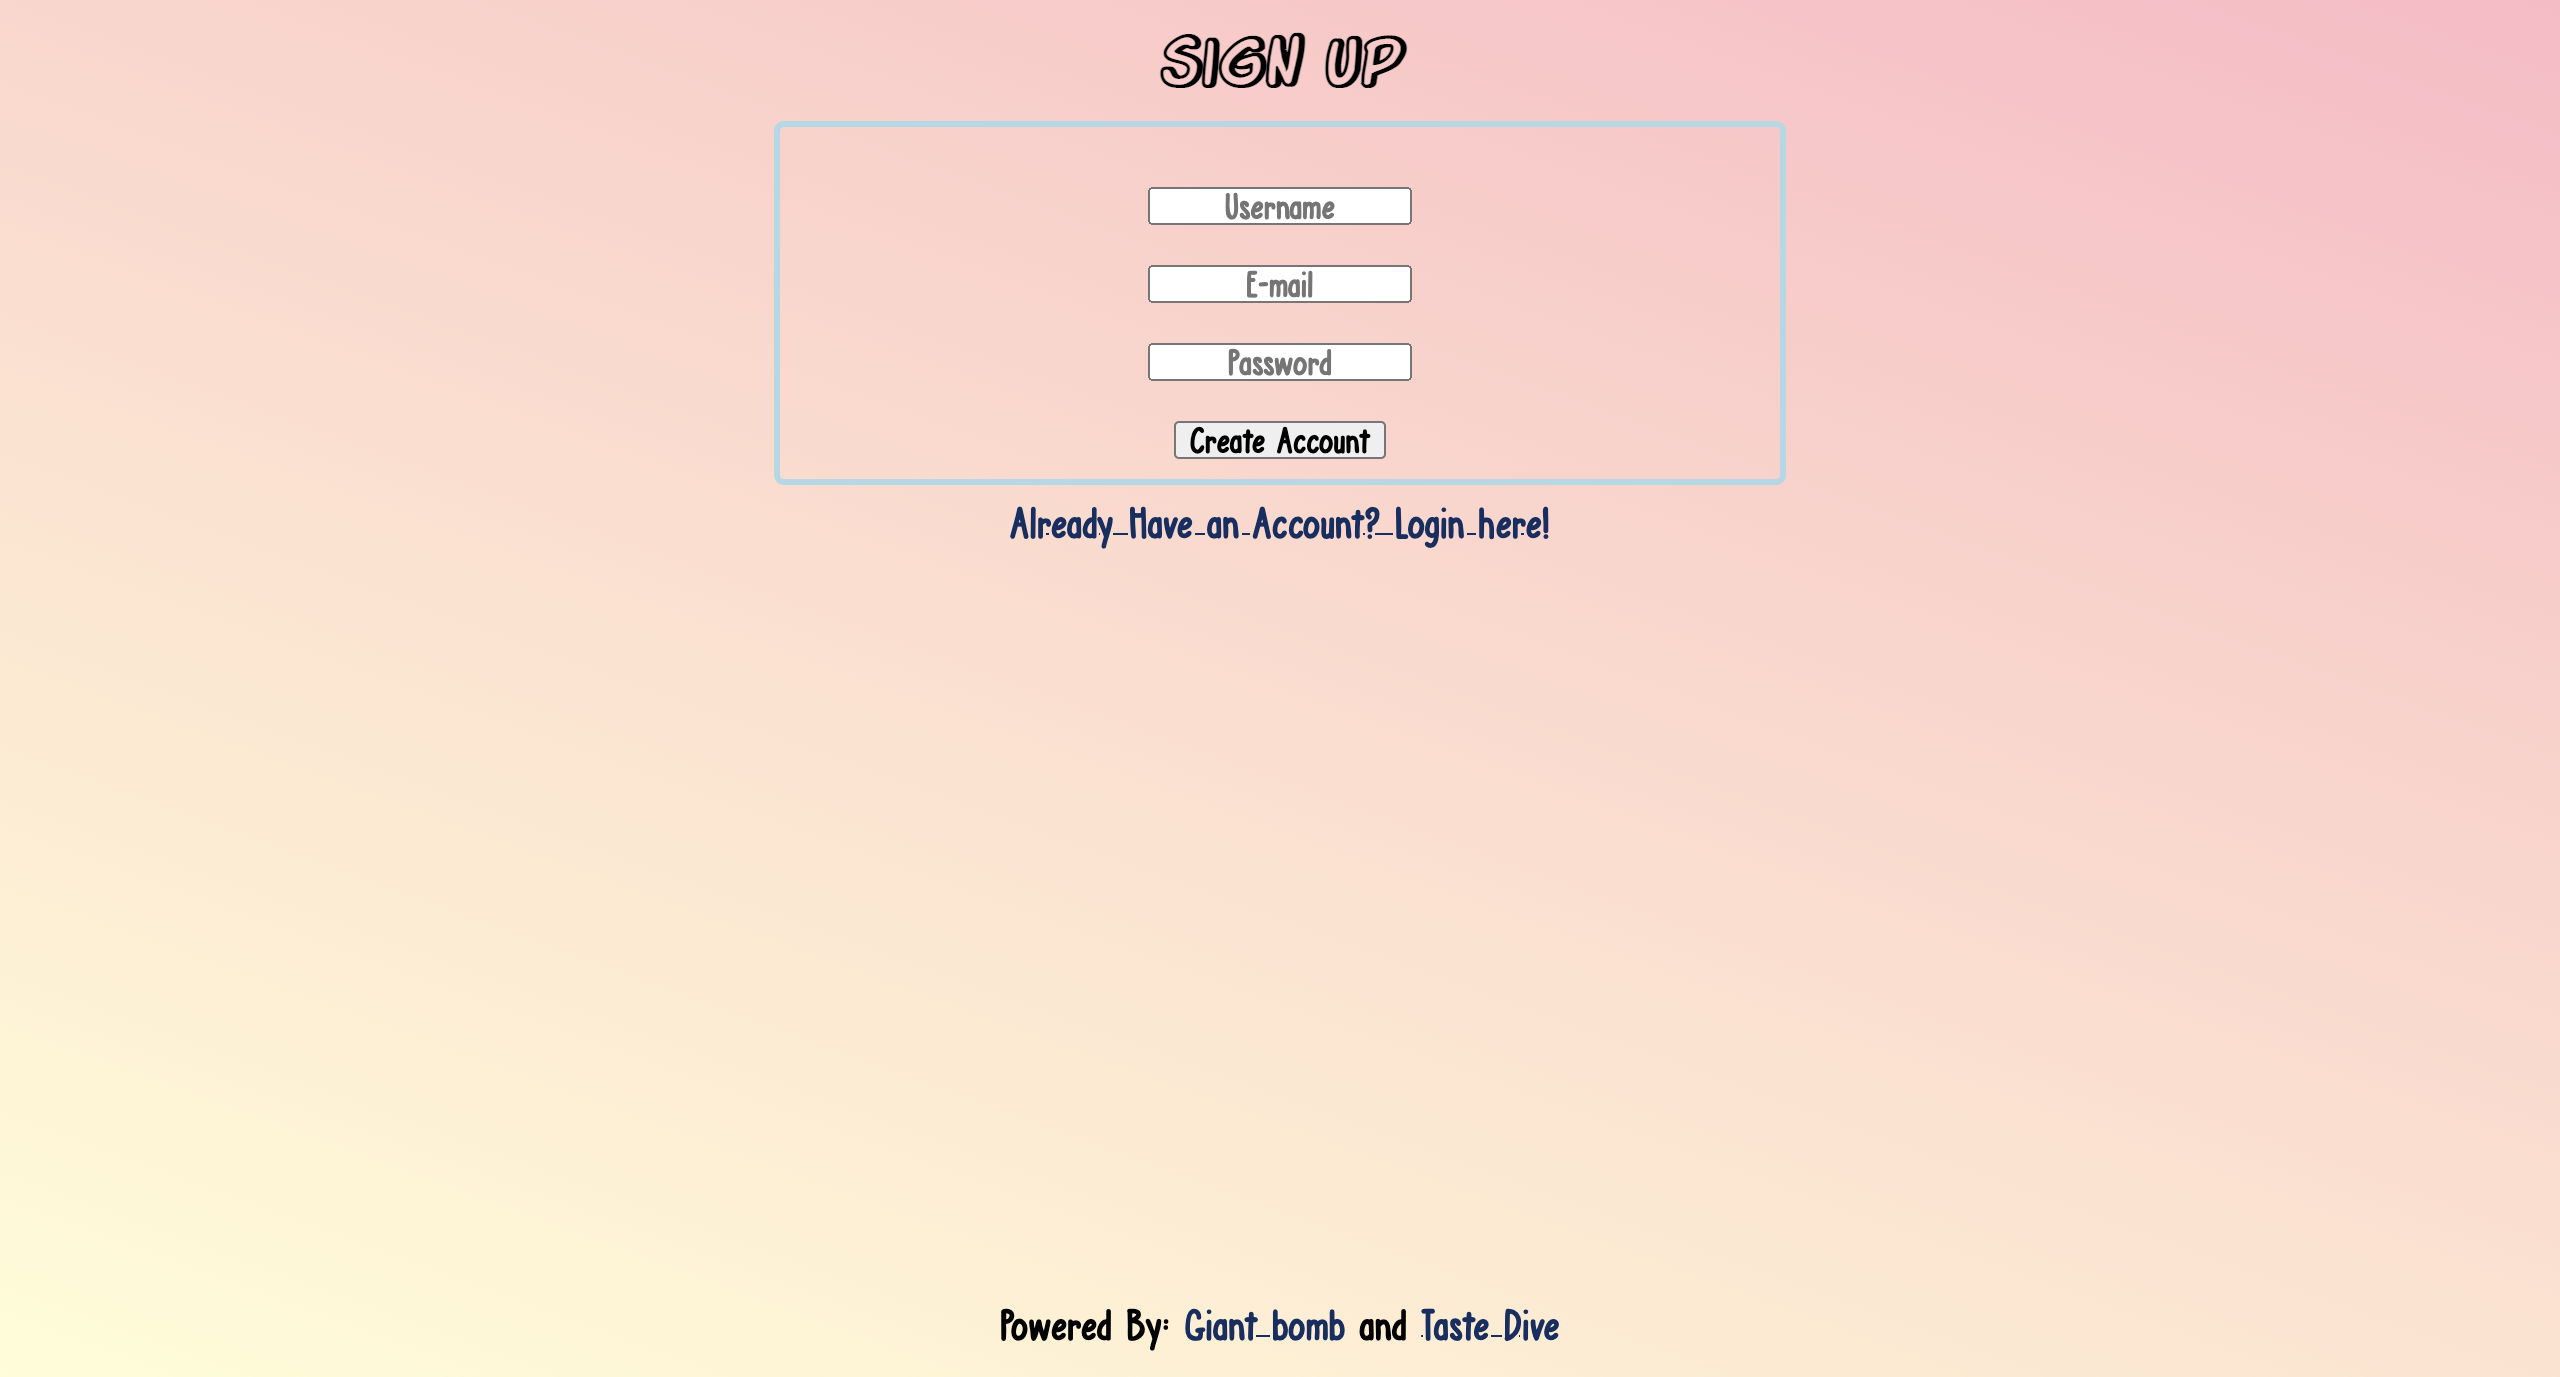 SIGN UP
Username
E-mail
Password
Create Account
Already Have an Account? Login here!
Powered By: Giant bomb and Taste Dive